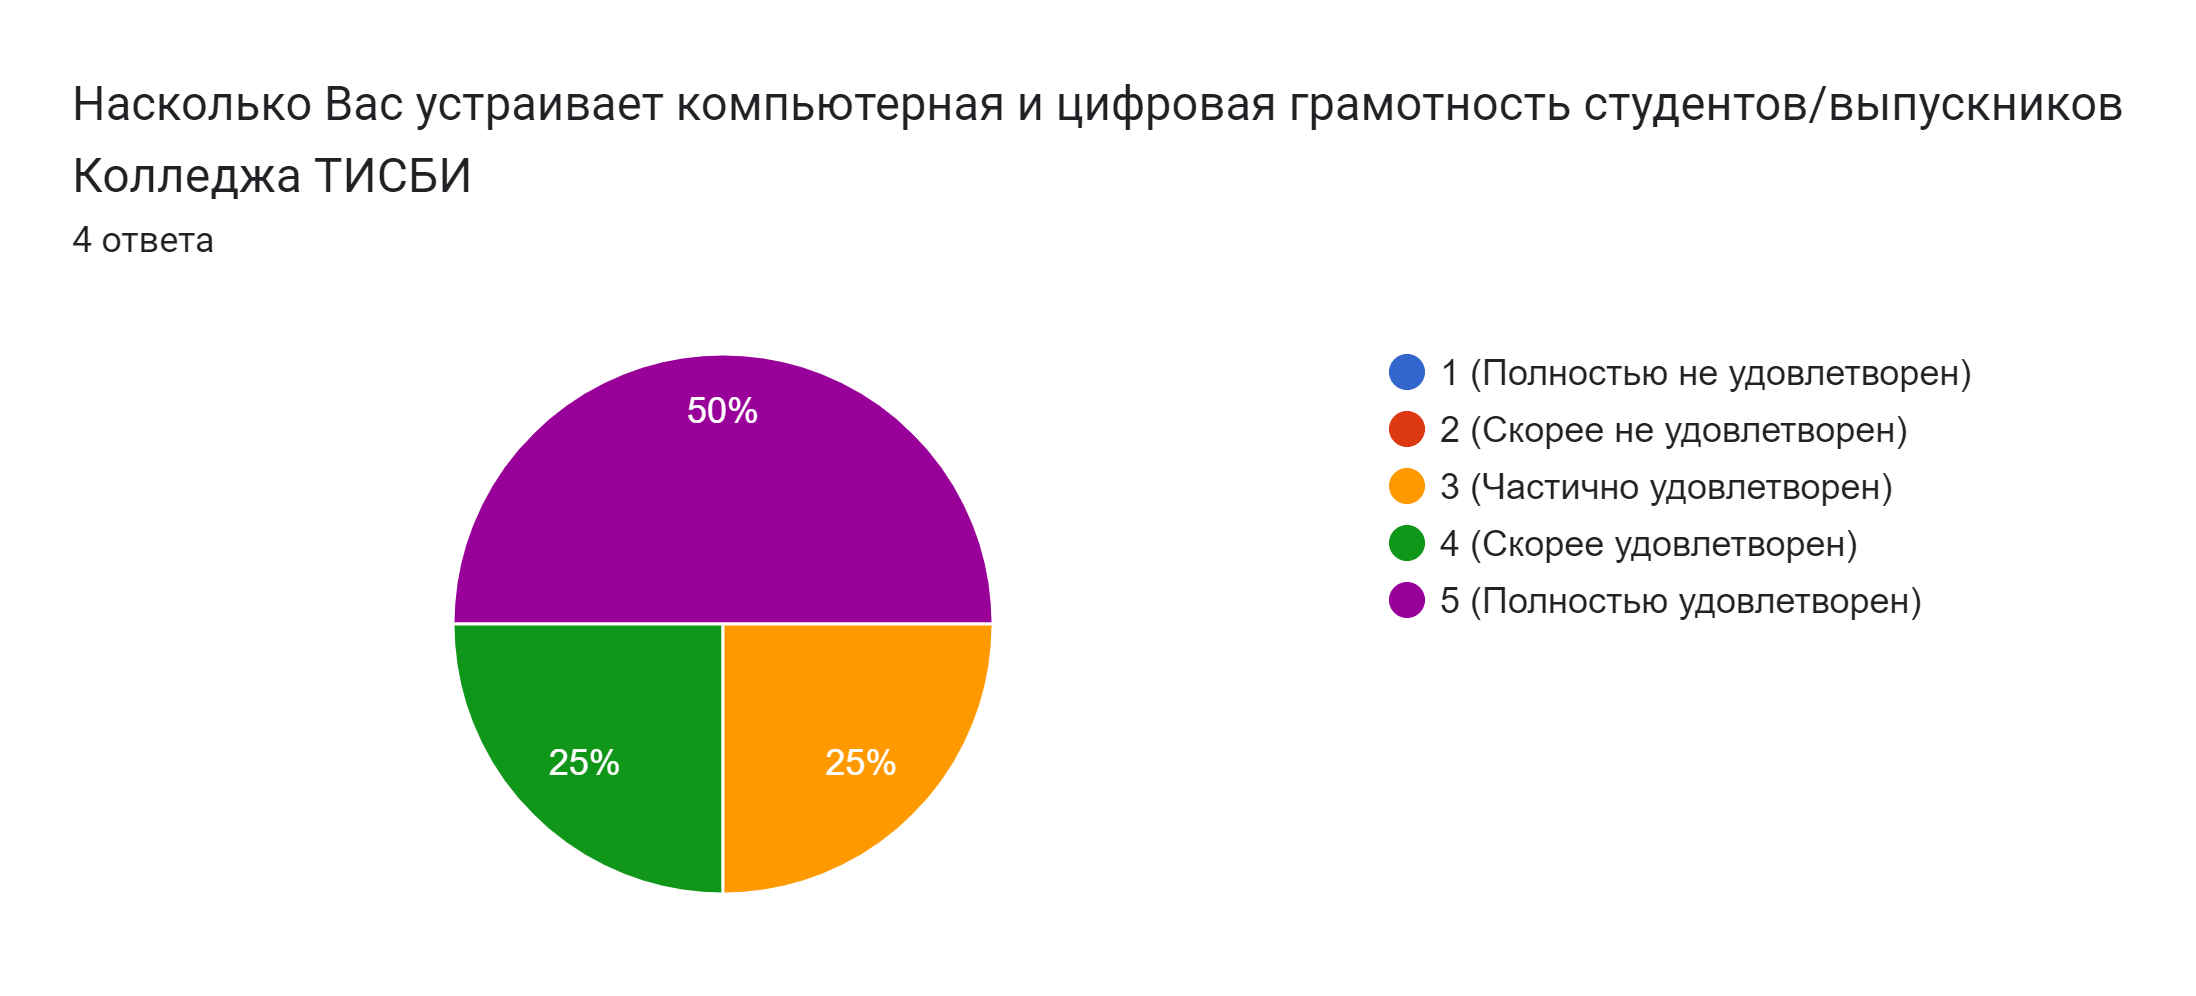 Насколько Вас устраивает компьютерная и цифровая грамотность студентов/выпускников
Колледжа ТИСБИ
4 ответа
50%
25%
25%
1 (Полностью не удовлетворен)
2 (Скорее не удовлетворен)
3 (Частично удовлетворен)
4 (Скорее удовлетворен)
5 (Полностью удовлетворен)